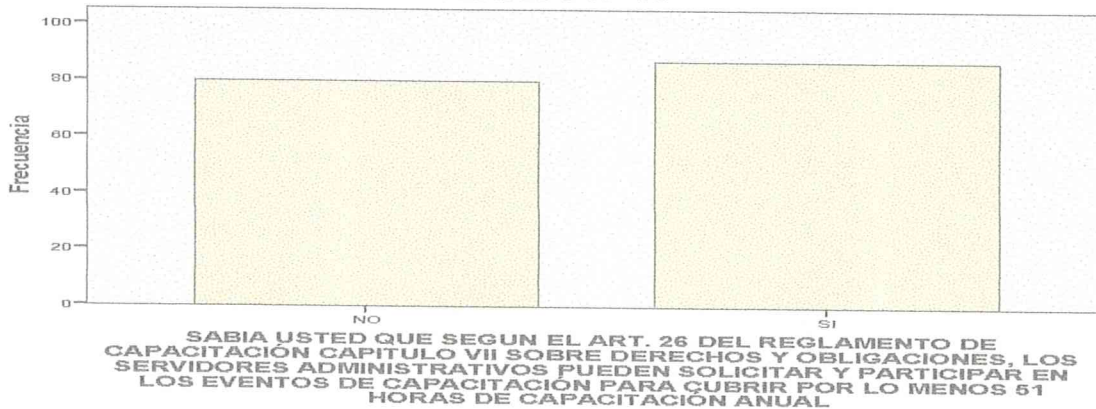 100
80
60
40
20
0
Frecuencia
NO
SI
SABIA USTED QUE SEGUN EL ART. 26 DEL REGLAMENTO DE
CAPACITACIÓN CAPITULO VII SOBRE DERECHOS Y OBLIGACIONES, LOS
SERVIDORES ADMINISTRATIVOS PUEDEN SOLICITAR Y PARTICIPAR EN
LOS EVENTOS DE CAPACITACIÓN PARA CUBRIR POR LO MENOS 51
HORAS DE CAPACITACIÓN ANUAL